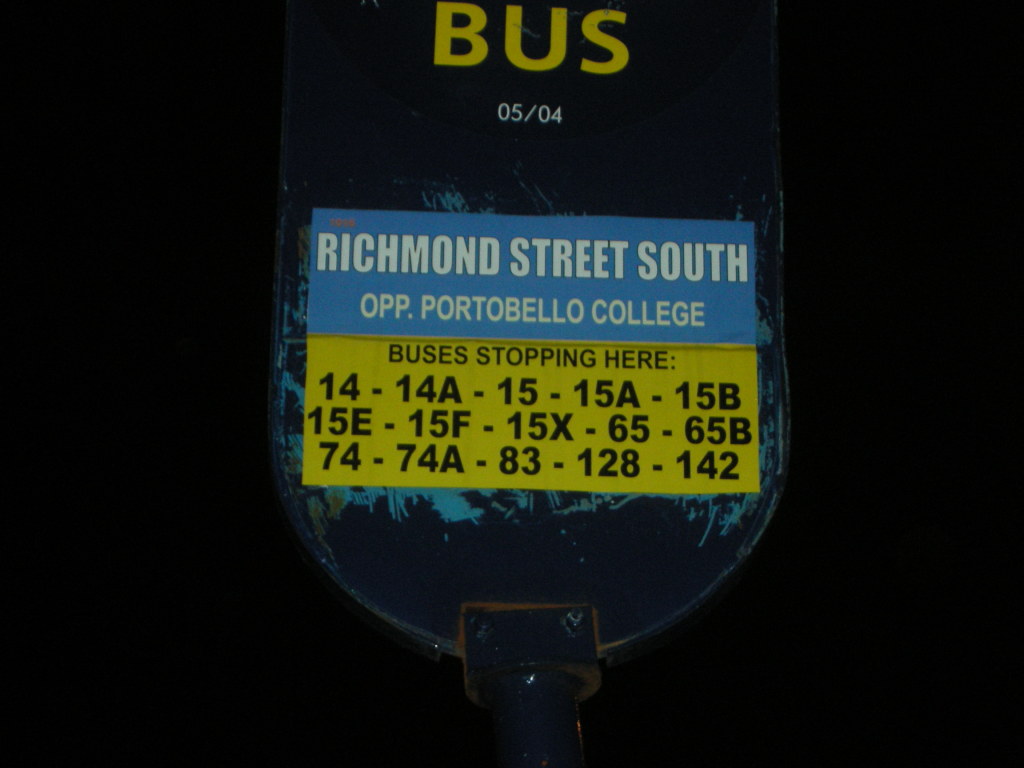 BUS
05/04
RICHMOND STREET SOUTH
OPP. PORTOBELLO COLLEGE
BUSES STOPPING HERE:
14 - 14A - 15 - 15A - 15B
15E - 15F - 15X - 65 - 65B
74 - 74A - 83 - 128 - 142